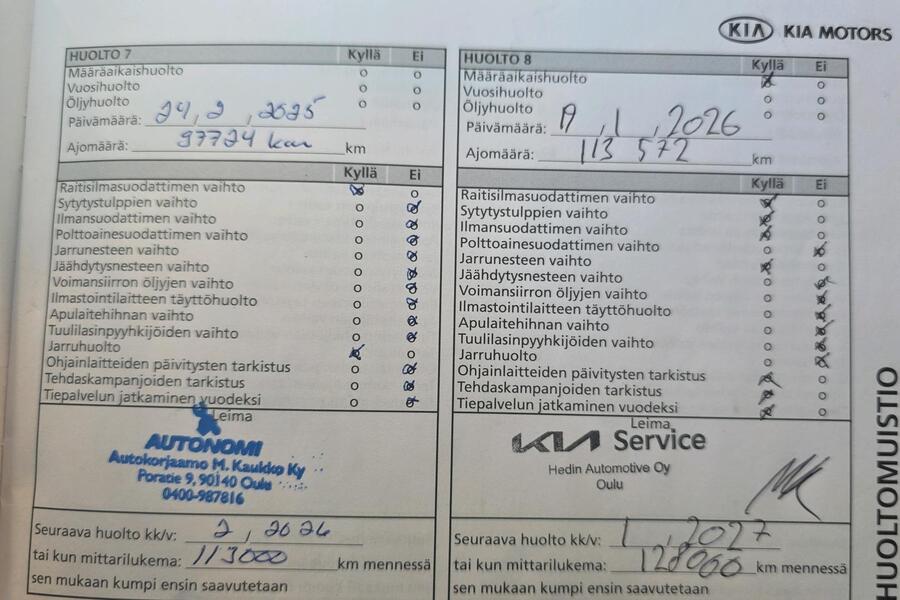 KIA KIA MOTORS
HUOLTO 7 Kyllä Ei
Määräaikaishuolto
Vuosihuolto
Öljyhuolto
Päivämäärä: 24, 2, 2025
Ajomäärä: 97724 km km
Kyllä Ei
Raitisilmasuodattimen vaihto
Sytytystulppien vaihto
Ilmansuodattimen vaihto
Polttoainesuodattimen vaihto
Jarrunesteen vaihto
Jäähdytysnesteen vaihto
Voimansiirron öljyjen vaihto
Ilmastointilaitteen täyttöhuolto
Apulaitehihnan vaihto
Tuulilasinpyyhkijöiden vaihto
Jarruhuolto
Ohjainlaitteiden päivitysten tarkistus
Tehdaskampanjoiden tarkistus
Tiepalvelun jatkaminen vuodeksi
Leima
AUTONOMI
Autokorjaamo M. Kaukko Ky
Poratie 9, 90140 Oulu
0400-987816
Seuraava huolto kk/v: 2, 2026
tai kun mittarilukema: 113000 km mennessä
sen mukaan kumpi ensin saavutetaan
HUOLTO 8 Kyllä Ei
Määräaikaishuolto
Vuosihuolto
Öljyhuolto
Päivämäärä: , 1, 2026
Ajomäärä: 113 572 km
Kyllä Ei
Raitisilmasuodattimen vaihto
Sytytystulppien vaihto
Ilmansuodattimen vaihto
Polttoainesuodattimen vaihto
Jarrunesteen vaihto
Jäähdytysnesteen vaihto
Voimansiirron öljyjen vaihto
Ilmastointilaitteen täyttöhuolto
Apulaitehihnan vaihto
Tuulilasinpyyhkijöiden vaihto
Jarruhuolto
Ohjainlaitteiden päivitysten tarkistus
Tehdaskampanjoiden tarkistus
Tiepalvelun jatkaminen vuodeksi
Leima
KIA Service
Hedin Automotive Oy
Oulu
Seuraava huolto kk/v: 1, 2027
tai kun mittarilukema: 128000 km mennessä
sen mukaan kumpi ensin saavutetaan
HUOLTOMUISTIO